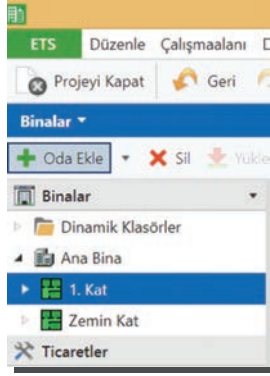 ETS Düzenle Çalışmaalanı D
Projeyi Kapat Geri
Binalar
Oda Ekle Sil Yükle
Binalar
Dinamik Klasörler
Ana Bina
1. Kat
Zemin Kat
Ticaretler